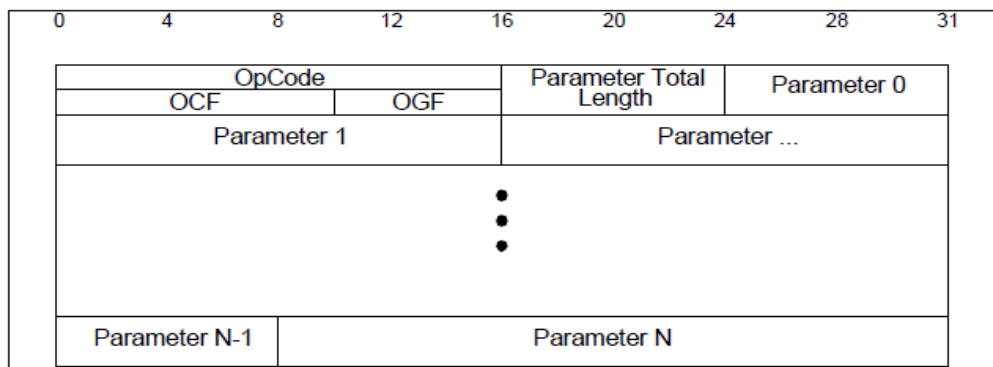 0 4 8 12 16 20 24 28 31
OpCode
Parameter Total
Length
Parameter 0
OCF OGF
Parameter 1 Parameter ...
Parameter N-1 Parameter N